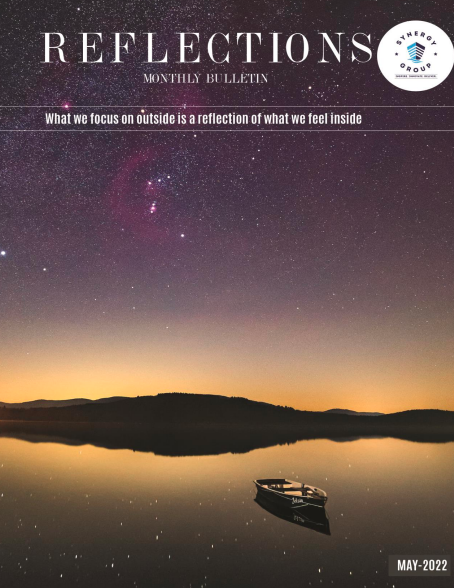 REFLECTIONS
MONTHLY BULLETIN
SYNERGY
GROUP
What we focus on outside is a reflection of what we feel inside
MAY-2022